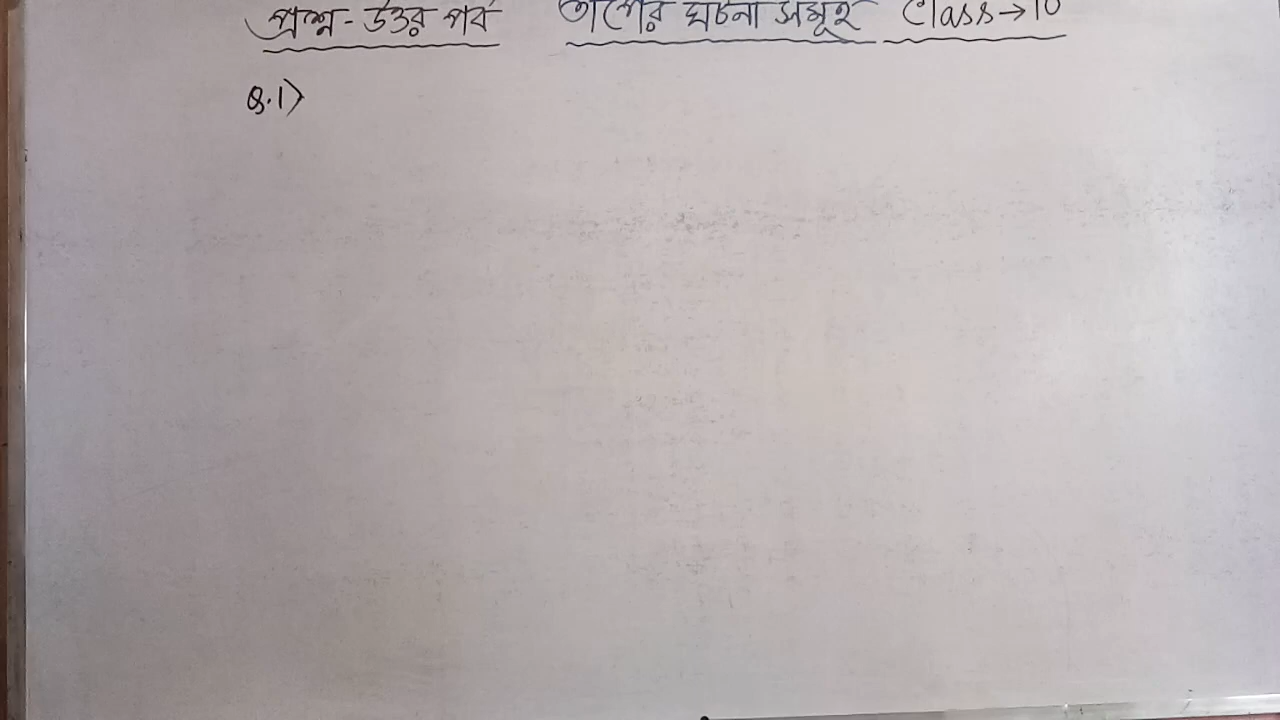 প্রশ্ন - উত্তর পর্ব তাপের ঘটনা সমূহ Class → 10
Q.1>